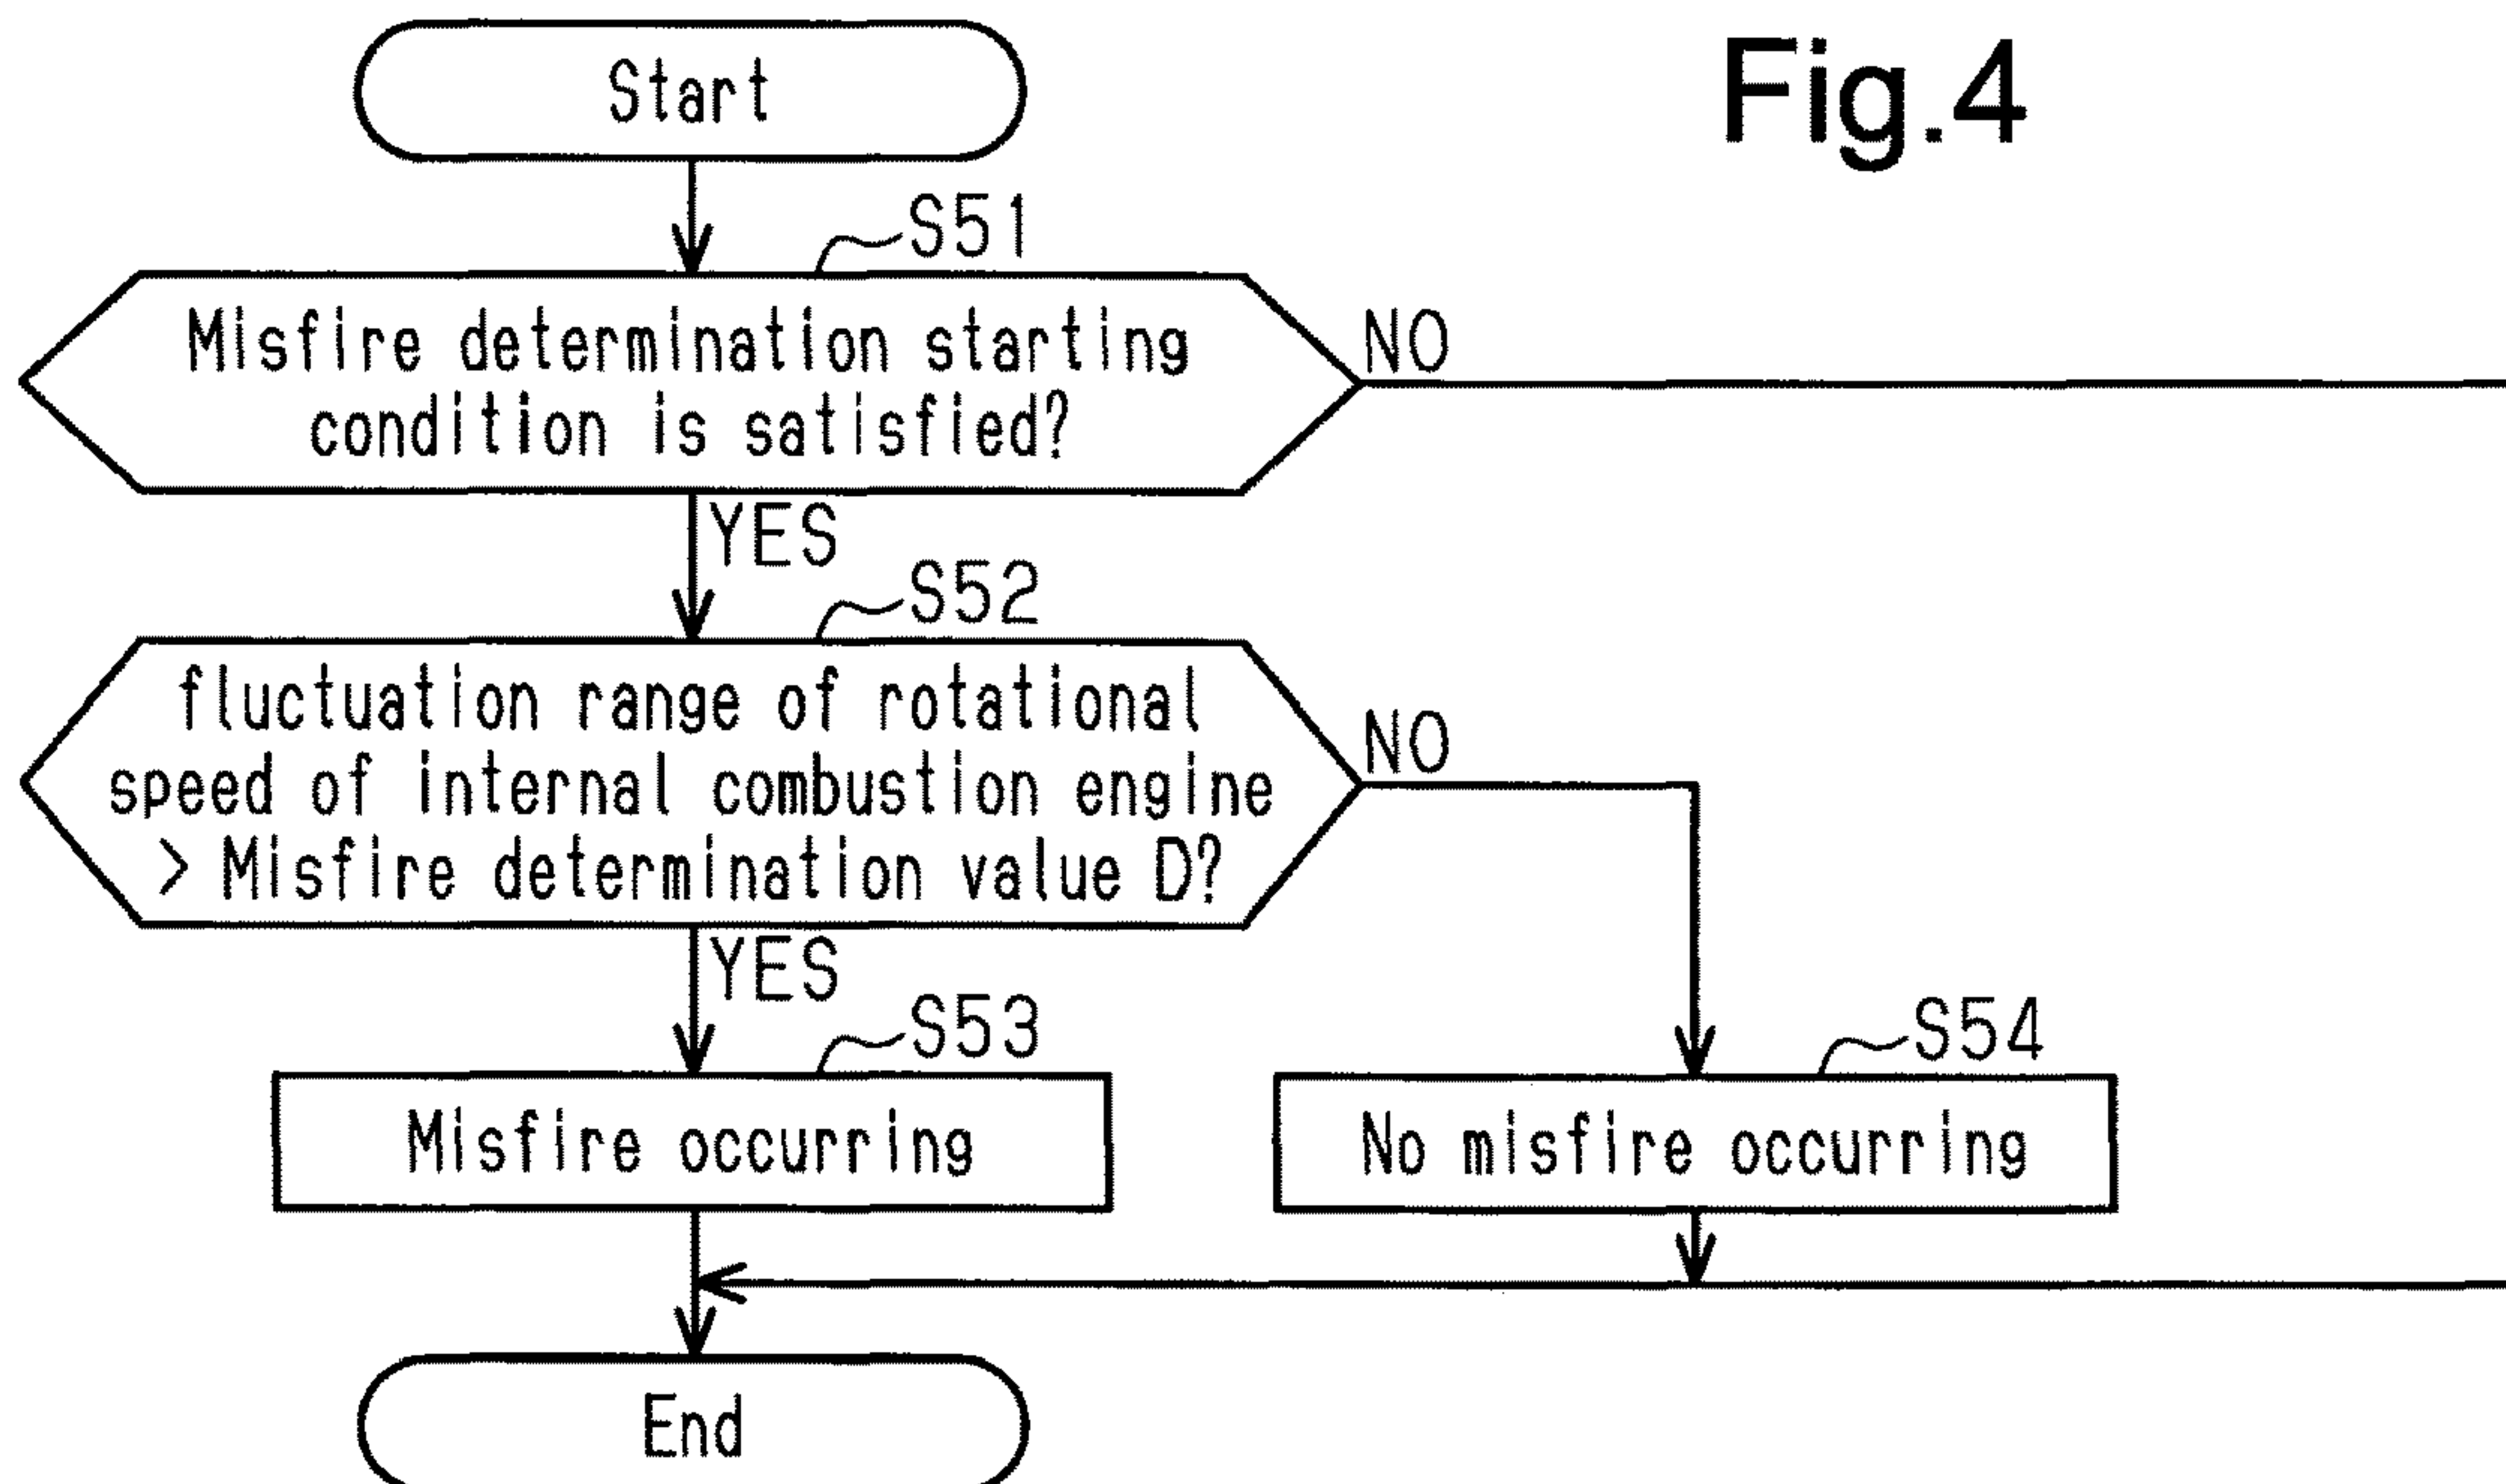 Fig.4
Start
S51
Misfire determination starting
condition is satisfied?
NO
YES
S52
fluctuation range of rotational
speed of internal combustion engine
> Misfire determination value D?
NO
YES
S53
Misfire occurring
S54
No misfire occurring
End